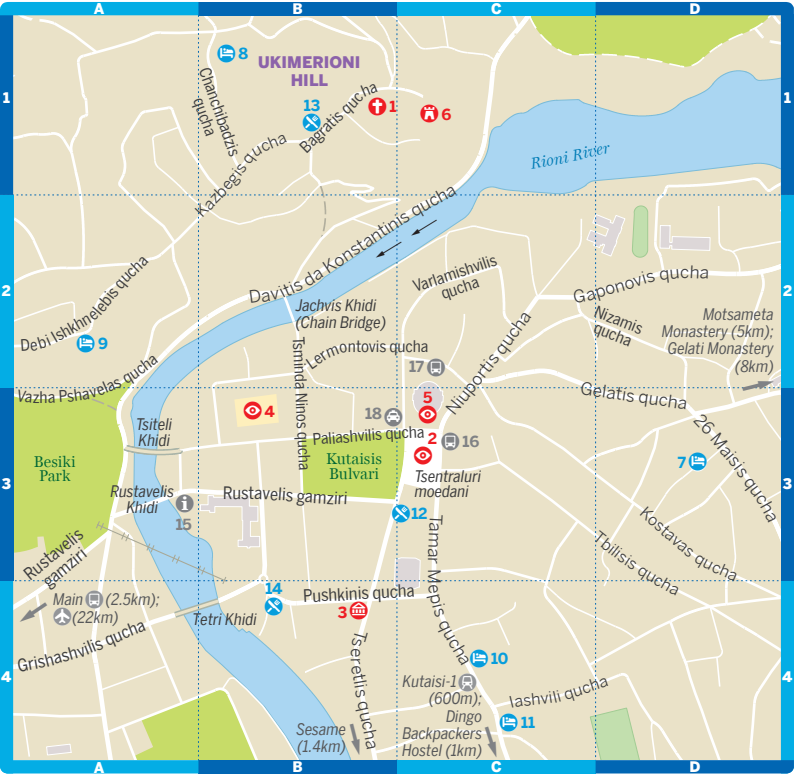 A B C D
8
UKIMERIONI
HILL
1
1
Chanchibadzis
qucha
13
Bagratis qucha
1
6
Kazbegis qucha
Rioni River
Davitis da Konstantinis qucha
2
2
Varlamishvilis
qucha
Gaponovis qucha
Debi Ishkhnelebis qucha
Jachvis Khidi
(Chain Bridge)
Nizamis
qucha
Motsameta
Monastery (5km);
Gelati Monastery
(8km)
9
Lermontovis qucha
Tsminda Ninos qucha
Niuportis qucha
17
Vazha Pshavelas qucha
Gelatis qucha
4
5
18
26 Maisis qucha
Tsiteli
Khidi
Paliashvilis qucha
2
16
Besiki
Park
Kutaisis
Bulvari
7
3
3
Tsentraluri
moedani
Rustavelis
Khidi
Rustavelis gamziri
15
12
Kostavas qucha
Rustavelis
gamziri
Tamar Mepis qucha
Tbilisis qucha
14
Pushkinis qucha
Main (2.5km);
(22km)
3
Tetri Khidi
Grishashvilis qucha
Tseretlis qucha
10
4
4
Kutaisi-1
(600m);
Dingo
Backpackers
Hostel (1km)
Iashvili qucha
11
Sesame
(1.4km)
A B C D